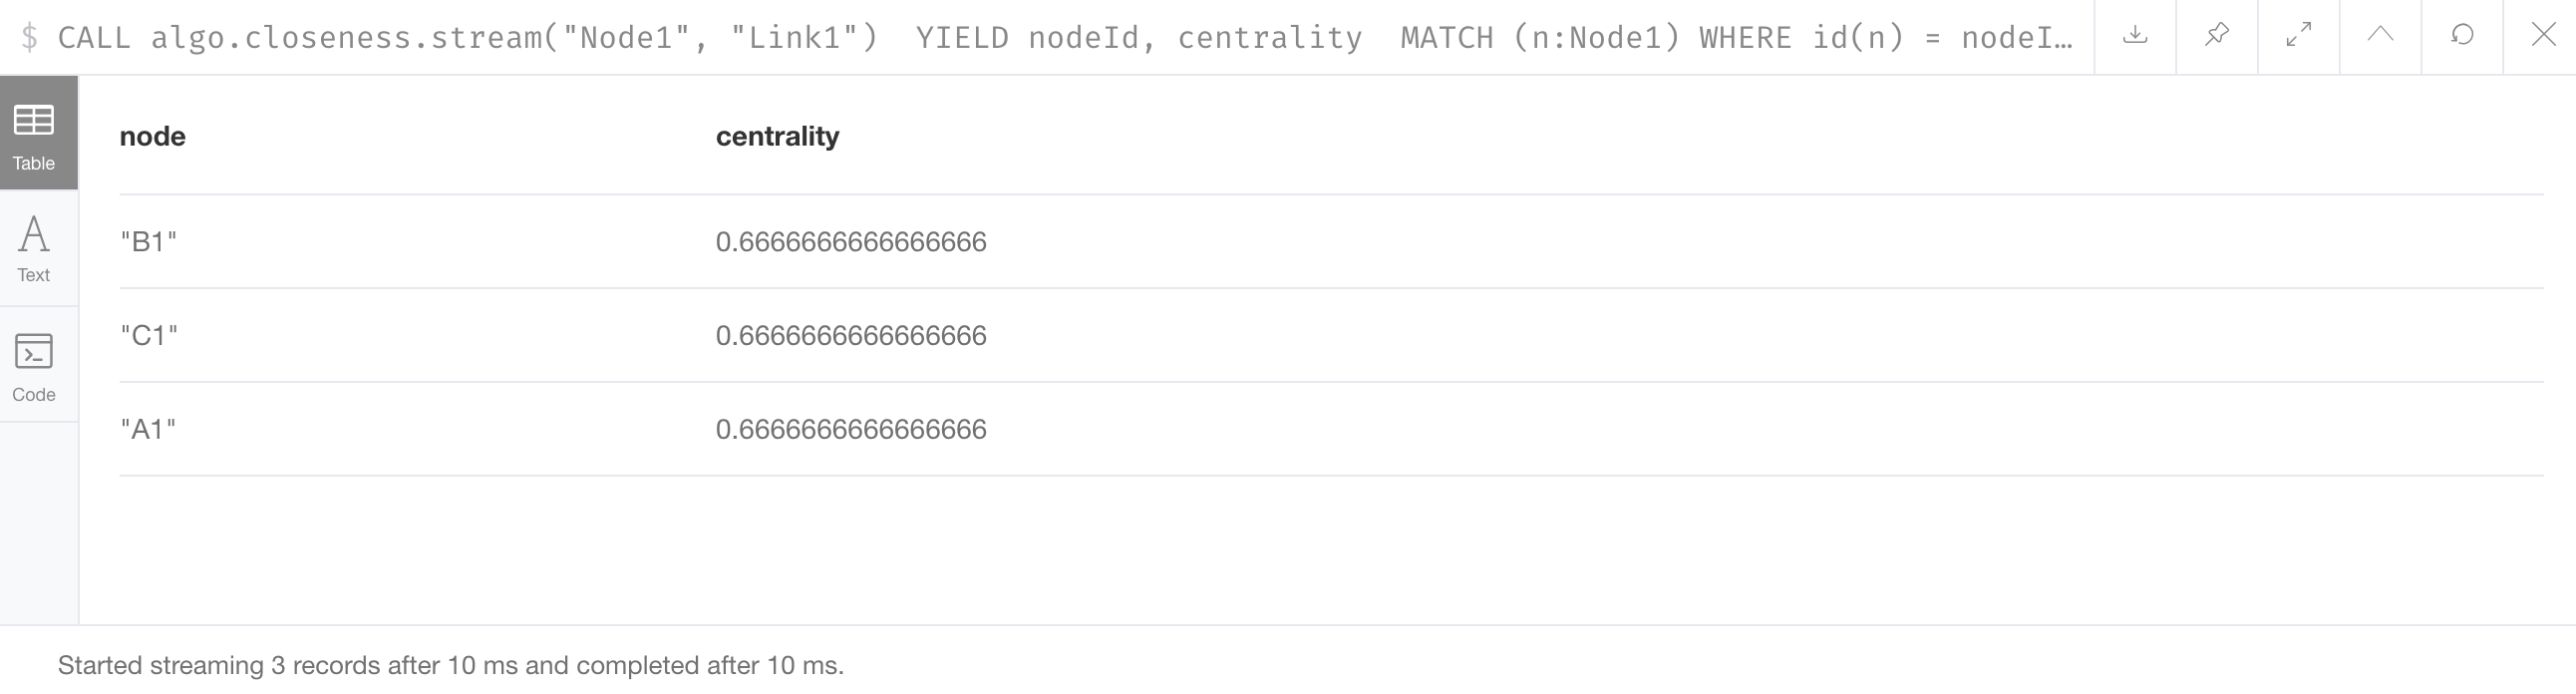 $ CALL algo.closeness.stream("Node1", "Link1")  YIELD nodeId, centrality  MATCH (n:Node1) WHERE id(n) = nodeI…
node centrality
Table
"B1" 0.6666666666666666
Text
"C1" 0.6666666666666666
Code
"A1" 0.6666666666666666
Started streaming 3 records after 10 ms and completed after 10 ms.